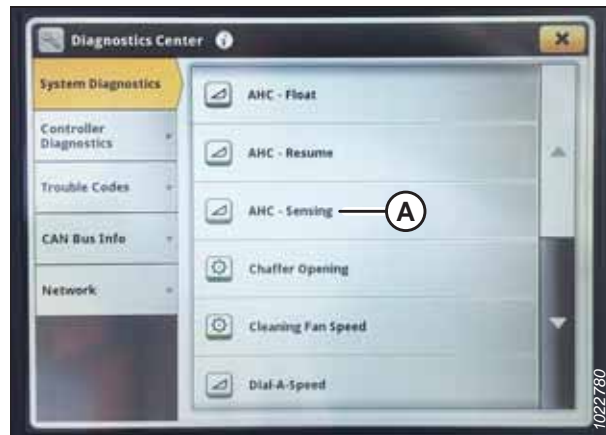 Diagnostics Center
System Diagnostics
Controller
Diagnostics
Trouble Codes
CAN Bus Info
Network
AHC - Float
AHC - Resume
AHC - Sensing
A
Chaffer Opening
Cleaning Fan Speed
Dial-A-Speed
1022780